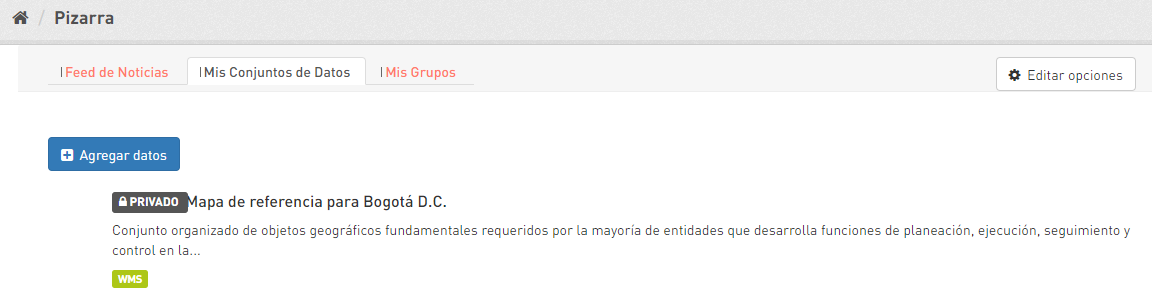 / Pizarra
Feed de Noticias Mis Conjuntos de Datos Mis Grupos
Editar opciones
Agregar datos
PRIVADO Mapa de referencia para Bogotá D.C.
Conjunto organizado de objetos geográficos fundamentales requeridos por la mayoría de entidades que desarrolla funciones de planeación, ejecución, seguimiento y
control en la...
WMS